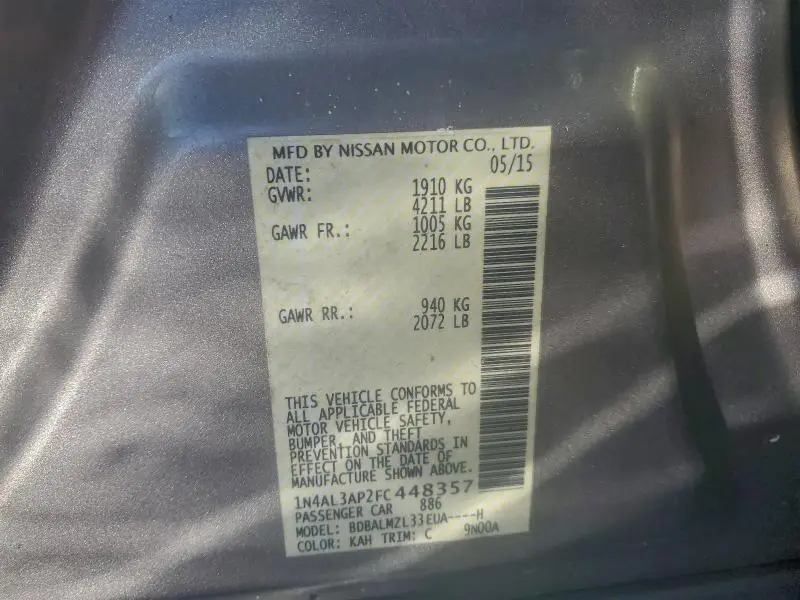 MFD BY NISSAN MOTOR CO., LTD.
DATE: 05/15
GVWR: 1910 KG
4211 LB
GAWR FR.: 1005 KG
2216 LB
GAWR RR.: 940 KG
2072 LB
THIS VEHICLE CONFORMS TO
ALL APPLICABLE FEDERAL
MOTOR VEHICLE SAFETY,
BUMPER, AND THEFT
PREVENTION STANDARDS IN
EFFECT ON THE DATE OF
MANUFACTURE SHOWN ABOVE.
1N4AL3AP2FC448357
PASSENGER CAR 886
MODEL: BDBALMZL33EUA----H
COLOR: KAH TRIM: C 9N00A